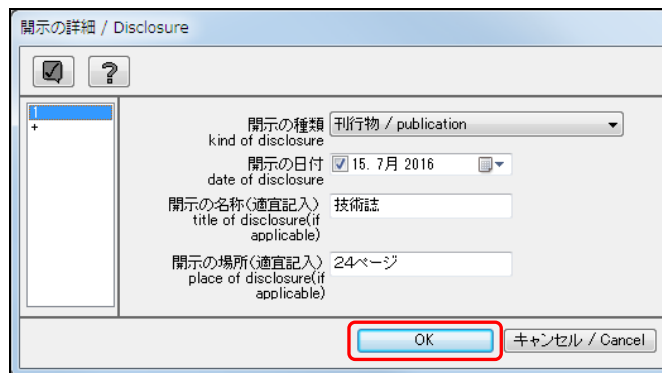 開示の詳細 / Disclosure
?
1
+
開示の種類 刊行物 / publication
kind of disclosure
開示の日付 15. 7月 2016
date of disclosure
開示の名称(適宜記入) 技術誌
title of disclosure(if
applicable)
開示の場所(適宜記入) 24ページ
place of disclosure(if
applicable)
OK キャンセル / Cancel